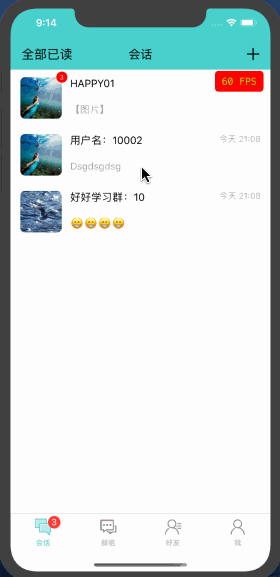 9:14
全部已读 会话
HAPPY01
3
60 FPS
【图片】
用户名：10002
今天 21:08
Dsgdsgdsg
好好学习群：10
今天 21:08
😁😁😁😁
3
会话 群组 好友 我